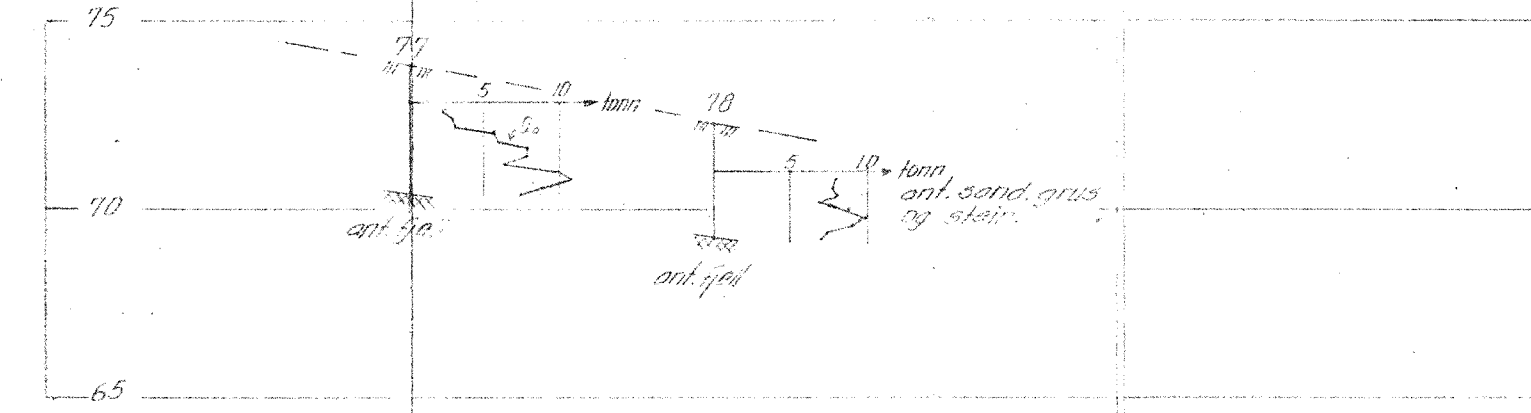 75
77
5 10 tonn
78
5 10 tonn
ant. sand. grus
og stein.
70
ant. fjell
ant. fjell
65